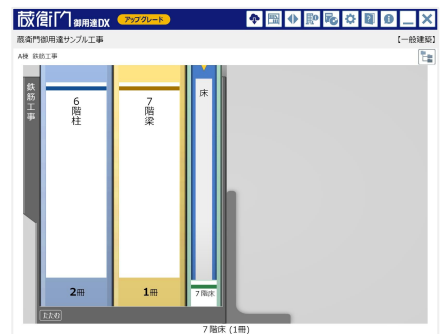 蔵衛門御用達DX アップグレード
蔵衛門御用達サンプル工事
【一般建築】
A棟 鉄筋工事
鉄筋工事
6階柱
7階梁
床
2冊
1冊
7階床
たたむ
7階床 (1冊)